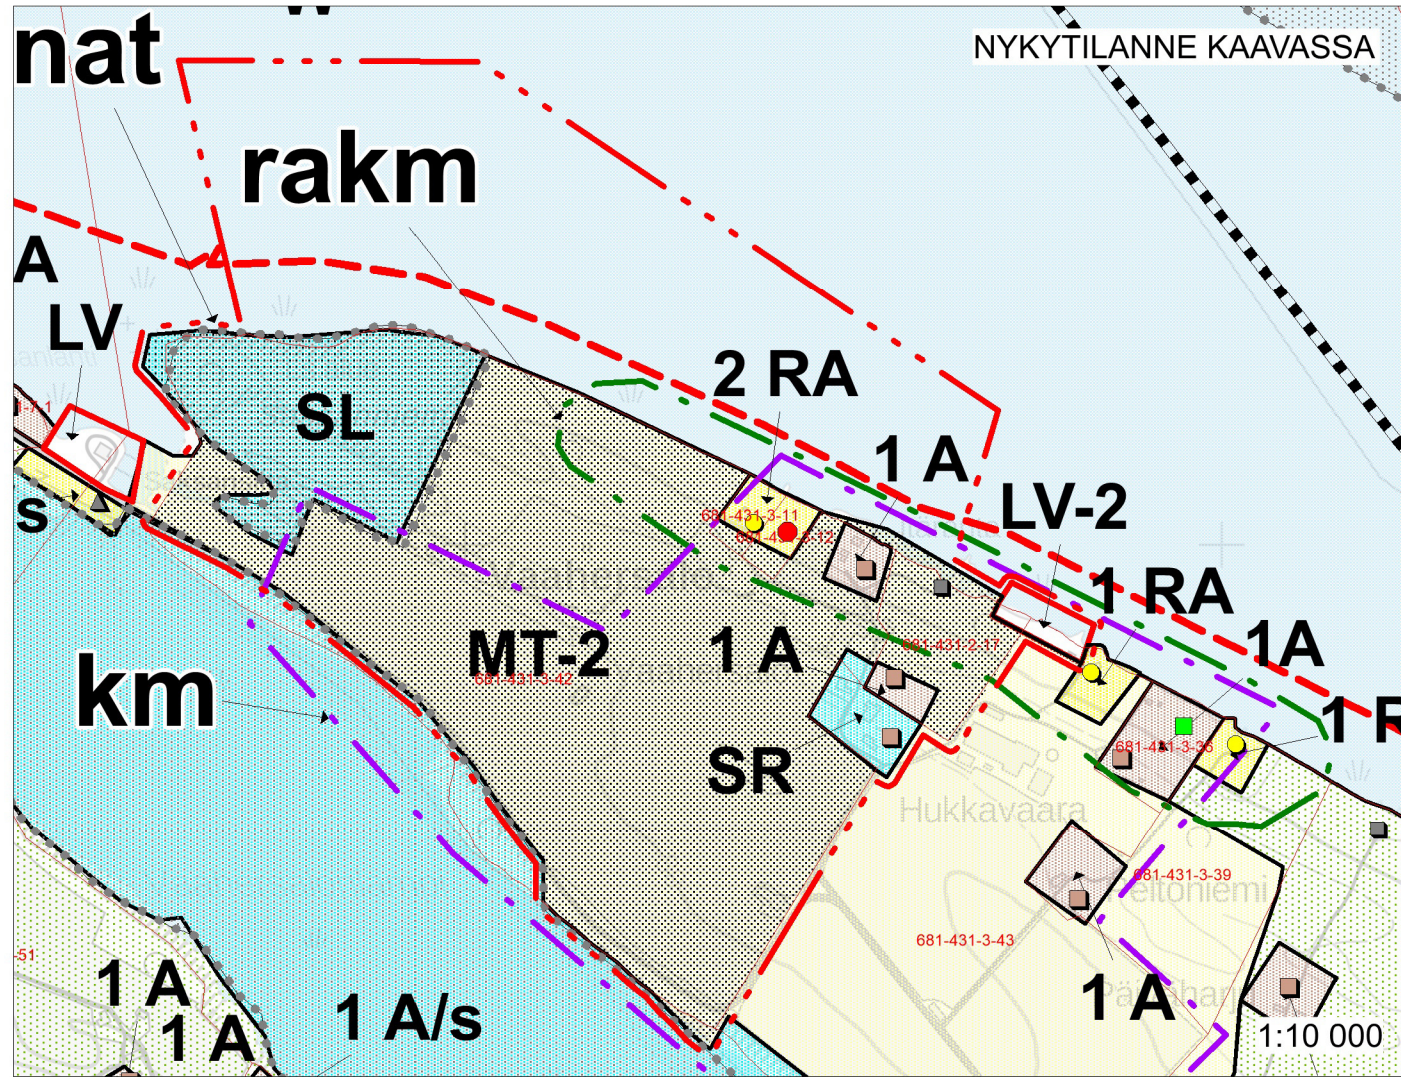 nat
NYKYTILANNE KAAVASSA
rakm
A
LV
2 RA
SL
1 A
681-431-3-11
681-431-3-12
LV-2
s
1 RA
MT-2
1 A
681-431-2-17
1A
681-431-3-42
km
1 R
SR
681-431-3-36
Hukkavaara
681-431-3-39
Peltoniemi
681-431-3-43
-51
1 A
1 A/s
1 A
1 A
1:10 000